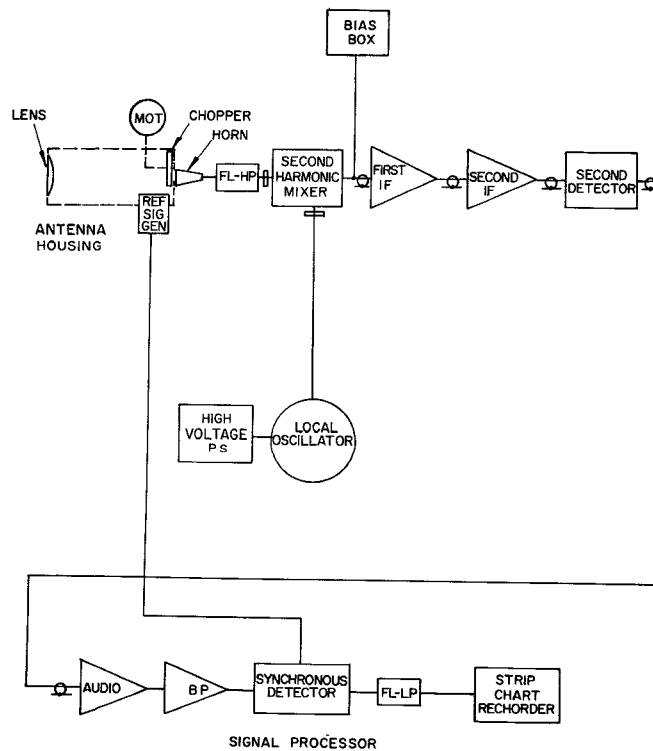 BIAS
BOX
LENS
MOT
CHOPPER
HORN
FL-HP
SECOND
HARMONIC
MIXER
FIRST
IF
SECOND
IF
SECOND
DETECTOR
REF
SIG
GEN
ANTENNA
HOUSING
HIGH
VOLTAGE
PS
LOCAL
OSCILLATOR
AUDIO
BP
SYNCHRONOUS
DETECTOR
FL-LP
STRIP
CHART
RECHORDER
SIGNAL PROCESSOR